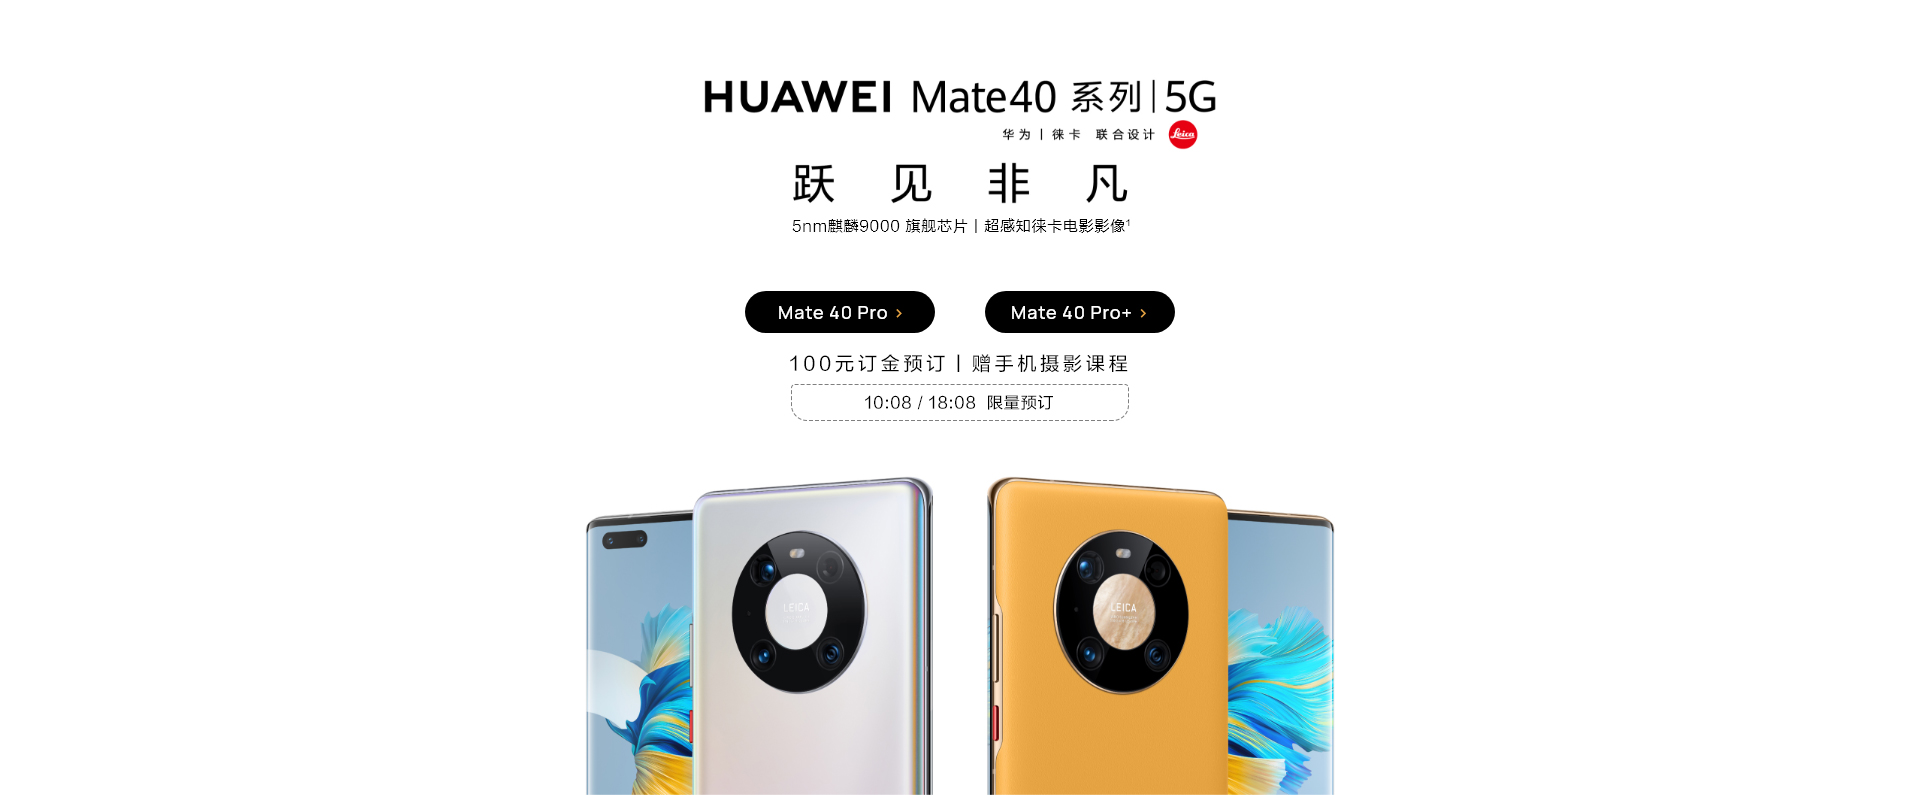 HUAWEI Mate40 系列|5G
华为 | 徕卡 联合设计 Leica
跃见非凡
5nm麒麟9000 旗舰芯片 | 超感知徕卡电影影像¹
Mate 40 Pro >
Mate 40 Pro+ >
100元订金预订 | 赠手机摄影课程
10:08 / 18:08 限量预订
LEICA
LEICA